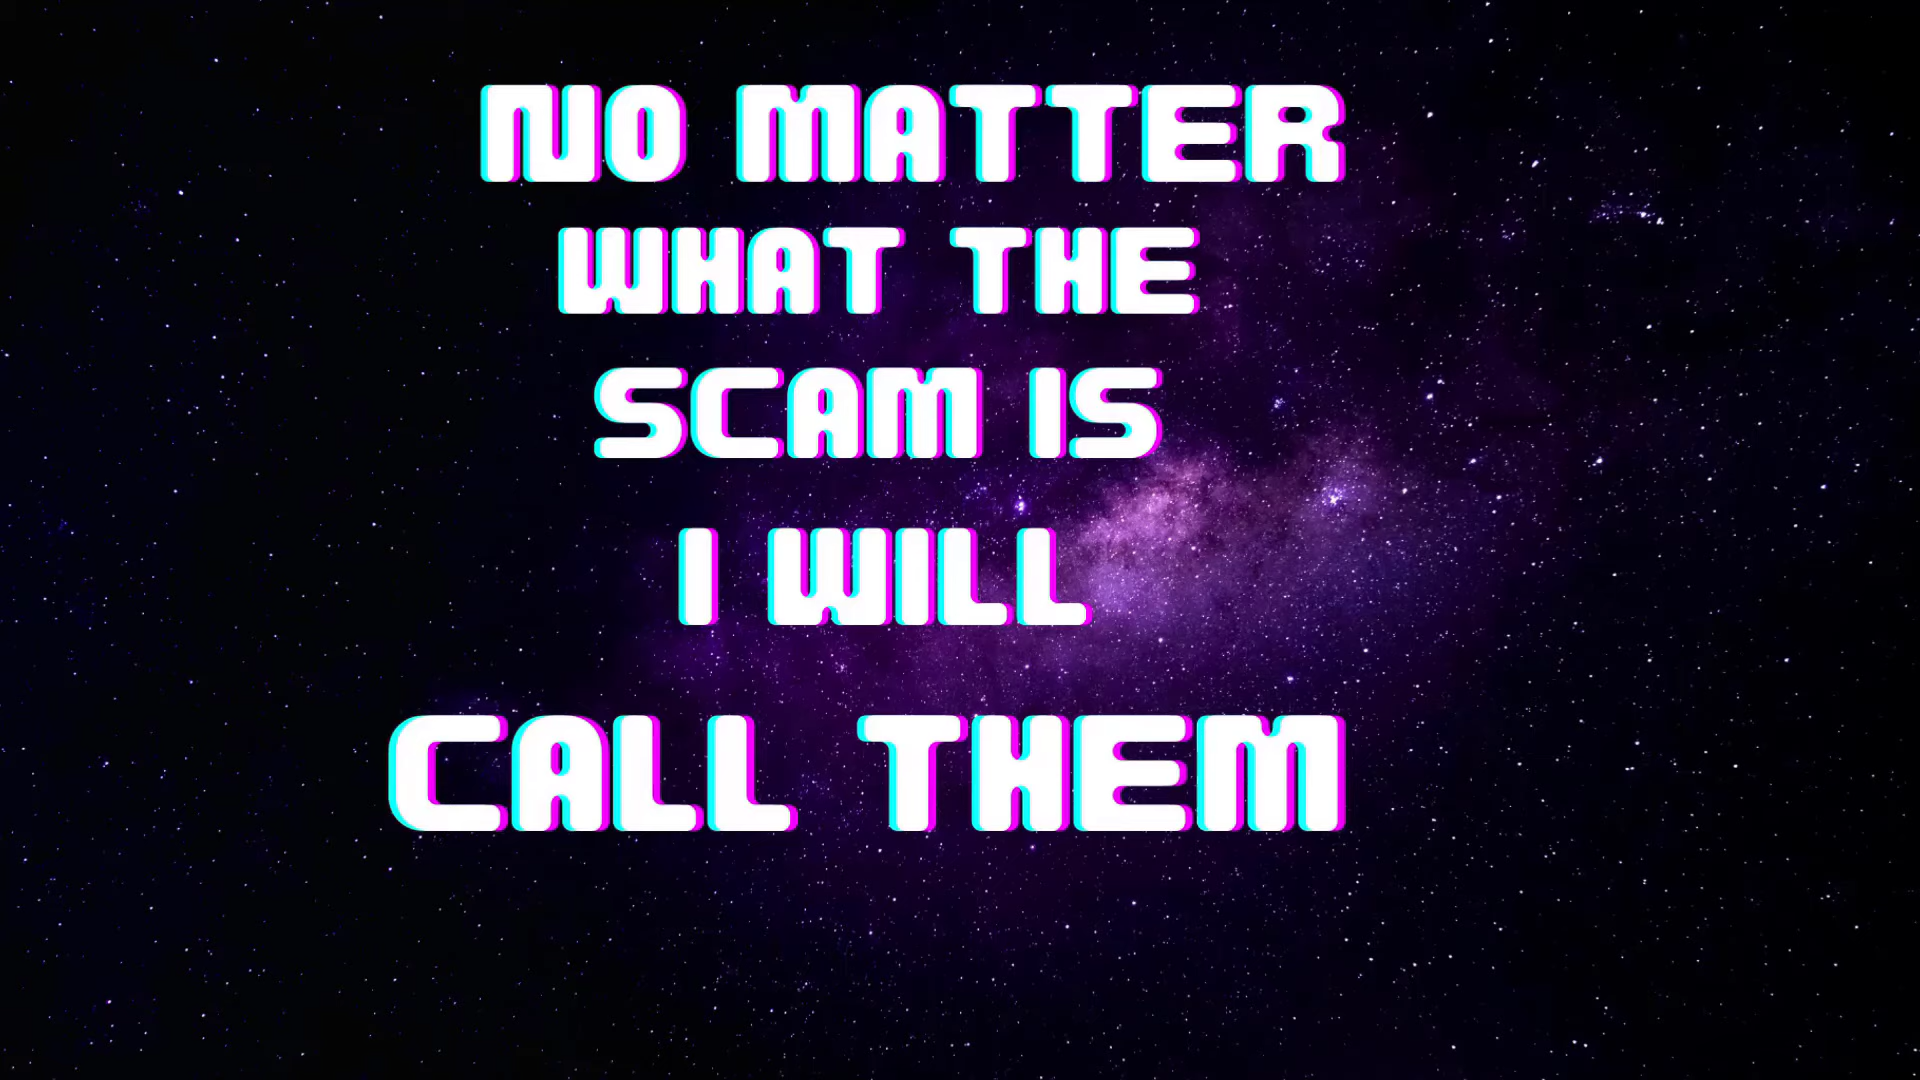 NO MATTER
WHAT THE
SCAM IS
I WILL
CALL THEM